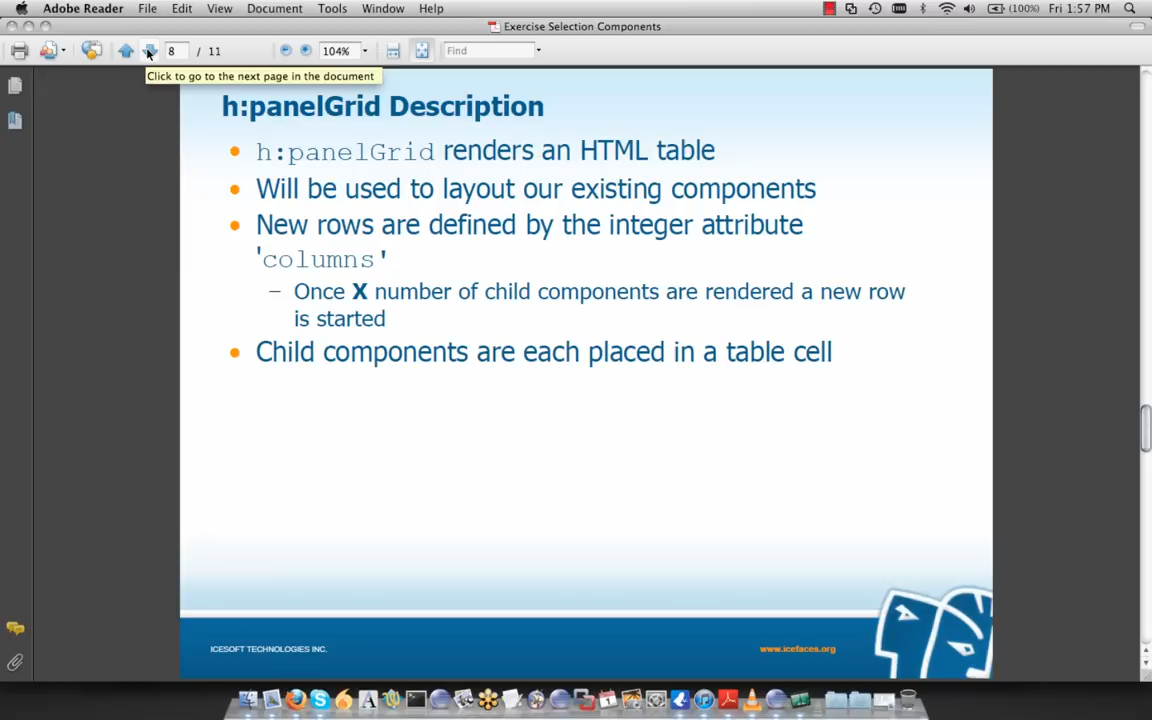 Adobe Reader File Edit View Document Tools Window Help (100%) Fri 1:57 PM
Exercise Selection Components
8 / 11 104% Find
Click to go to the next page in the document
h:panelGrid Description
• h:panelGrid renders an HTML table
• Will be used to layout our existing components
• New rows are defined by the integer attribute
'columns'
– Once X number of child components are rendered a new row
is started
• Child components are each placed in a table cell
ICESOFT TECHNOLOGIES INC.
www.icefaces.org